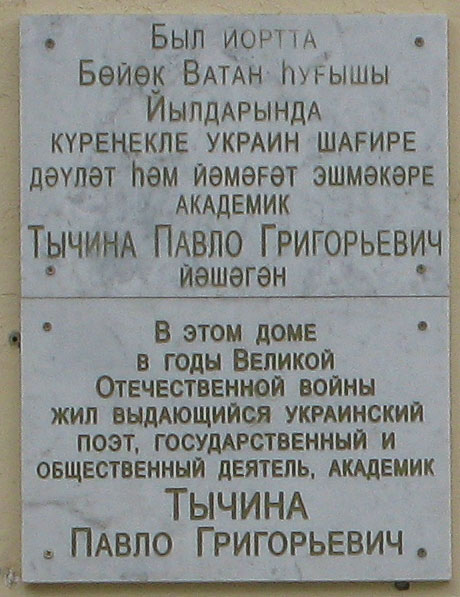 Был йортта
Бөйөк Ватан һуғышы
Йылдарында
күренекле украин шағире
дәүләт һәм йәмәғәт эшмәкәре
академик
Тычина Павло Григорьевич
йәшәгән
В этом доме
в годы Великой
Отечественной войны
жил выдающийся украинский
поэт, государственный и
общественный деятель, академик
Тычина
Павло Григорьевич